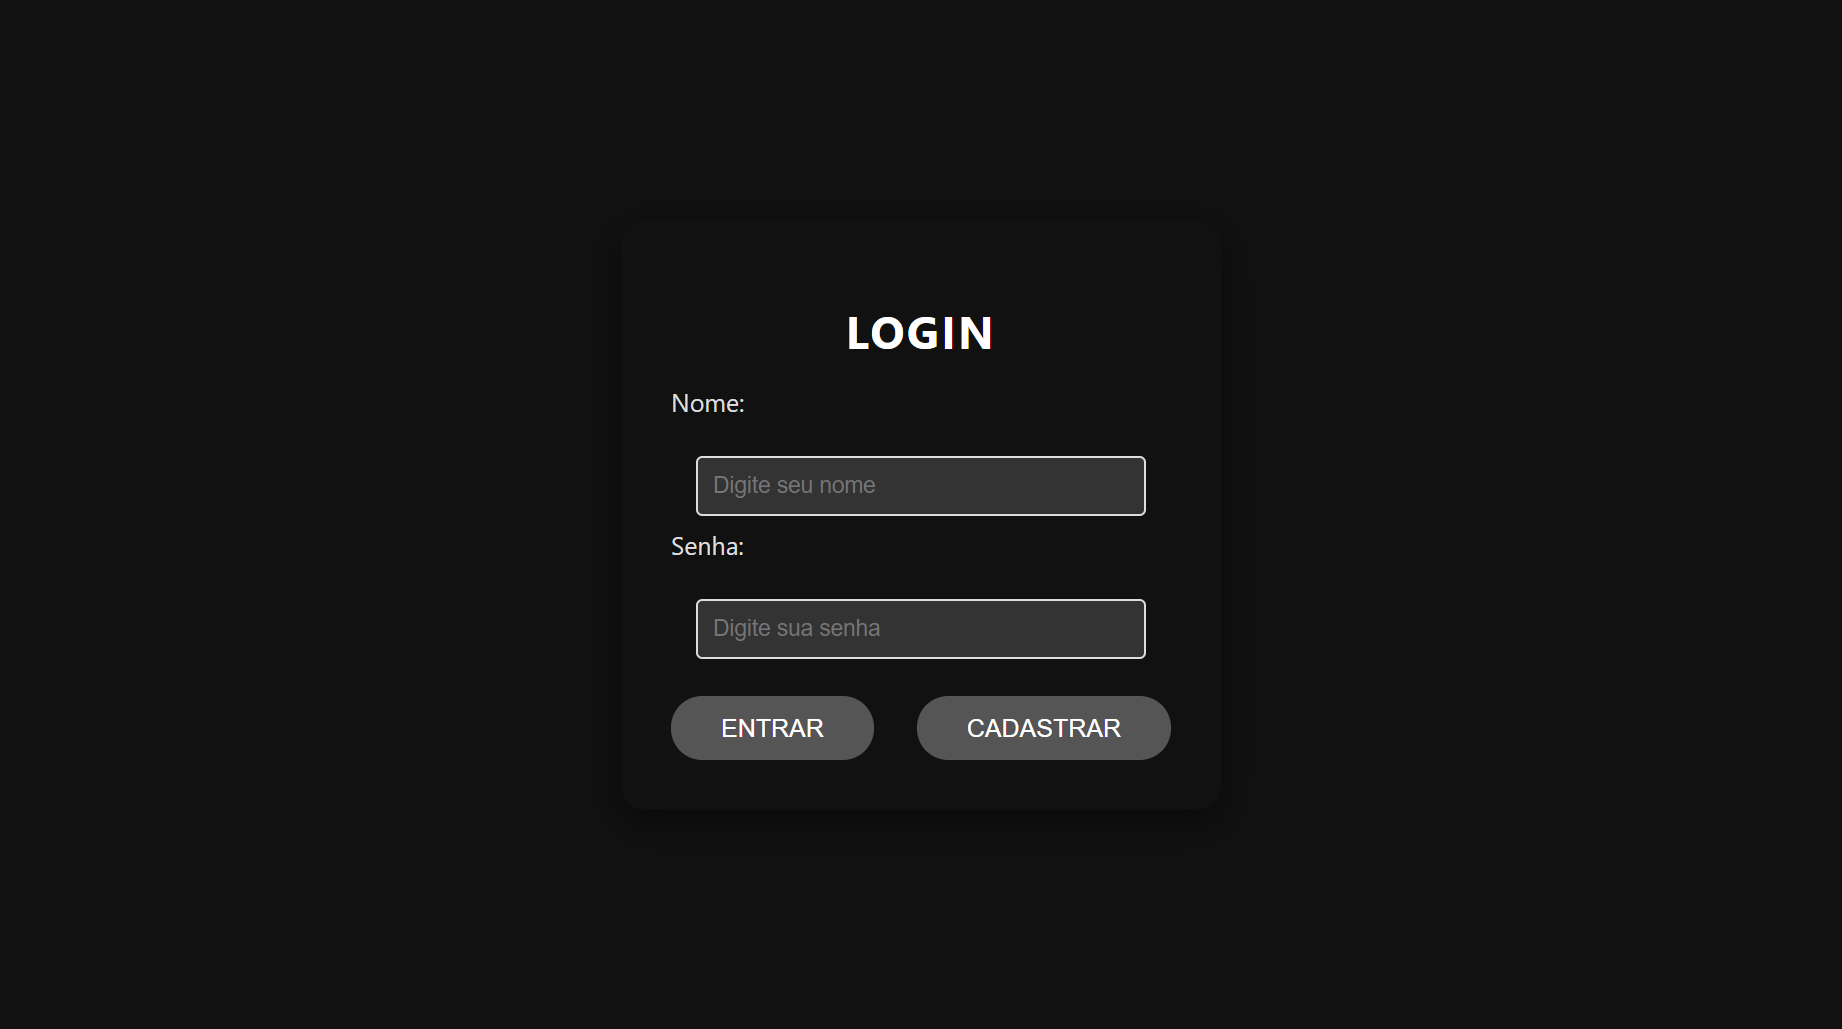 LOGIN
Nome:
Digite seu nome
Senha:
Digite sua senha
ENTRAR
CADASTRAR